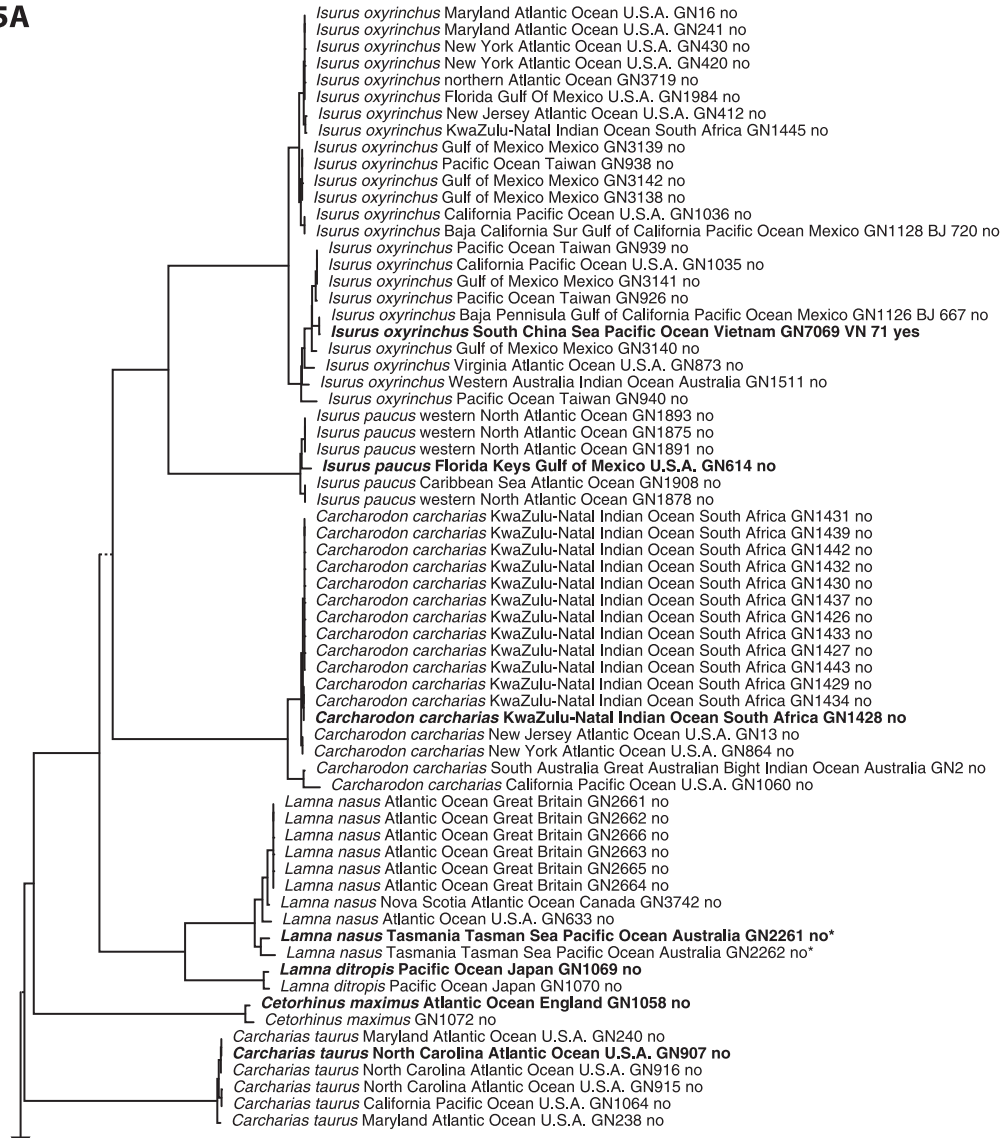 5A
Isurus oxyrinchus Maryland Atlantic Ocean U.S.A. GN16 no
Isurus oxyrinchus Maryland Atlantic Ocean U.S.A. GN241 no
Isurus oxyrinchus New York Atlantic Ocean U.S.A. GN430 no
Isurus oxyrinchus New York Atlantic Ocean U.S.A. GN420 no
Isurus oxyrinchus northern Atlantic Ocean GN3719 no
Isurus oxyrinchus Florida Gulf Of Mexico U.S.A. GN1984 no
Isurus oxyrinchus New Jersey Atlantic Ocean U.S.A. GN412 no
Isurus oxyrinchus KwaZulu-Natal Indian Ocean South Africa GN1445 no
Isurus oxyrinchus Gulf of Mexico Mexico GN3139 no
Isurus oxyrinchus Pacific Ocean Taiwan GN938 no
Isurus oxyrinchus Gulf of Mexico Mexico GN3142 no
Isurus oxyrinchus Gulf of Mexico Mexico GN3138 no
Isurus oxyrinchus California Pacific Ocean U.S.A. GN1036 no
Isurus oxyrinchus Baja California Sur Gulf of California Pacific Ocean Mexico GN1128 BJ 720 no
Isurus oxyrinchus Pacific Ocean Taiwan GN939 no
Isurus oxyrinchus California Pacific Ocean U.S.A. GN1035 no
Isurus oxyrinchus Gulf of Mexico Mexico GN3141 no
Isurus oxyrinchus Pacific Ocean Taiwan GN926 no
Isurus oxyrinchus Baja Pennisula Gulf of California Pacific Ocean Mexico GN1126 BJ 667 no
Isurus oxyrinchus South China Sea Pacific Ocean Vietnam GN7069 VN 71 yes
Isurus oxyrinchus Gulf of Mexico Mexico GN3140 no
Isurus oxyrinchus Virginia Atlantic Ocean U.S.A. GN873 no
Isurus oxyrinchus Western Australia Indian Ocean Australia GN1511 no
Isurus oxyrinchus Pacific Ocean Taiwan GN940 no
Isurus paucus western North Atlantic Ocean GN1893 no
Isurus paucus western North Atlantic Ocean GN1875 no
Isurus paucus western North Atlantic Ocean GN1891 no
Isurus paucus Florida Keys Gulf of Mexico U.S.A. GN614 no
Isurus paucus Caribbean Sea Atlantic Ocean GN1908 no
Isurus paucus western North Atlantic Ocean GN1878 no
Carcharodon carcharias KwaZulu-Natal Indian Ocean South Africa GN1431 no
Carcharodon carcharias KwaZulu-Natal Indian Ocean South Africa GN1439 no
Carcharodon carcharias KwaZulu-Natal Indian Ocean South Africa GN1442 no
Carcharodon carcharias KwaZulu-Natal Indian Ocean South Africa GN1432 no
Carcharodon carcharias KwaZulu-Natal Indian Ocean South Africa GN1430 no
Carcharodon carcharias KwaZulu-Natal Indian Ocean South Africa GN1437 no
Carcharodon carcharias KwaZulu-Natal Indian Ocean South Africa GN1426 no
Carcharodon carcharias KwaZulu-Natal Indian Ocean South Africa GN1433 no
Carcharodon carcharias KwaZulu-Natal Indian Ocean South Africa GN1427 no
Carcharodon carcharias KwaZulu-Natal Indian Ocean South Africa GN1443 no
Carcharodon carcharias KwaZulu-Natal Indian Ocean South Africa GN1429 no
Carcharodon carcharias KwaZulu-Natal Indian Ocean South Africa GN1434 no
Carcharodon carcharias KwaZulu-Natal Indian Ocean South Africa GN1428 no
Carcharodon carcharias New Jersey Atlantic Ocean U.S.A. GN13 no
Carcharodon carcharias New York Atlantic Ocean U.S.A. GN864 no
Carcharodon carcharias South Australia Great Australian Bight Indian Ocean Australia GN2 no
Carcharodon carcharias California Pacific Ocean U.S.A. GN1060 no
Lamna nasus Atlantic Ocean Great Britain GN2661 no
Lamna nasus Atlantic Ocean Great Britain GN2662 no
Lamna nasus Atlantic Ocean Great Britain GN2666 no
Lamna nasus Atlantic Ocean Great Britain GN2663 no
Lamna nasus Atlantic Ocean Great Britain GN2665 no
Lamna nasus Atlantic Ocean Great Britain GN2664 no
Lamna nasus Nova Scotia Atlantic Ocean Canada GN3742 no
Lamna nasus Atlantic Ocean U.S.A. GN633 no
Lamna nasus Tasmania Tasman Sea Pacific Ocean Australia GN2261 no*
Lamna nasus Tasmania Tasman Sea Pacific Ocean Australia GN2262 no*
Lamna ditropis Pacific Ocean Japan GN1069 no
Lamna ditropis Pacific Ocean Japan GN1070 no
Cetorhinus maximus Atlantic Ocean England GN1058 no
Cetorhinus maximus GN1072 no
Carcharias taurus Maryland Atlantic Ocean U.S.A. GN240 no
Carcharias taurus North Carolina Atlantic Ocean U.S.A. GN907 no
Carcharias taurus North Carolina Atlantic Ocean U.S.A. GN916 no
Carcharias taurus North Carolina Atlantic Ocean U.S.A. GN915 no
Carcharias taurus California Pacific Ocean U.S.A. GN1064 no
Carcharias taurus Maryland Atlantic Ocean U.S.A. GN238 no